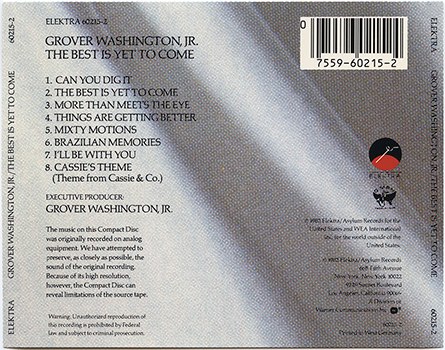 60215-2
ELEKTRA 60215-2
GROVER WASHINGTON, JR.
THE BEST IS YET TO COME
1 CAN YOU DIG IT
2 THE BEST IS YET TO COME
3 MORE THAN MEETS THE EYE
4 THINGS ARE GETTING BETTER
5 MIXTY MOTIONS
6 BRAZILIAN MEMORIES
7 I'LL BE WITH YOU
8 CASSIE'S THEME
(Theme from Cassie & Co.)
EXECUTIVE PRODUCER:
GROVER WASHINGTON, JR.
The music on this Compact Disc
was originally recorded on analog
equipment. We have attempted to
preserve, as closely as possible, the
sound of the original recording.
Because of its high resolution,
however, the Compact Disc can
reveal limitations of the source tape.
Warning: Unauthorized reproduction of
this recording is prohibited by Federal
law and subject to criminal prosecution.
0
7559-60215-2
ELEKTRA
© 1982 Elektra/Asylum Records for the
United States and WEA International
Inc. for the world outside of the
United States.
℗ 1982 Elektra/Asylum Records
665 Fifth Avenue
New York, New York 10022
9229 Sunset Boulevard
Los Angeles, California 90069
A Division of
Warner Communications Inc.
Printed in West Germany
ELEKTRA GROVER WASHINGTON, JR. /THE BEST IS YET TO COME
ELEKTRA GROVER WASHINGTON, JR. /THE BEST IS YET TO COME 60215-2